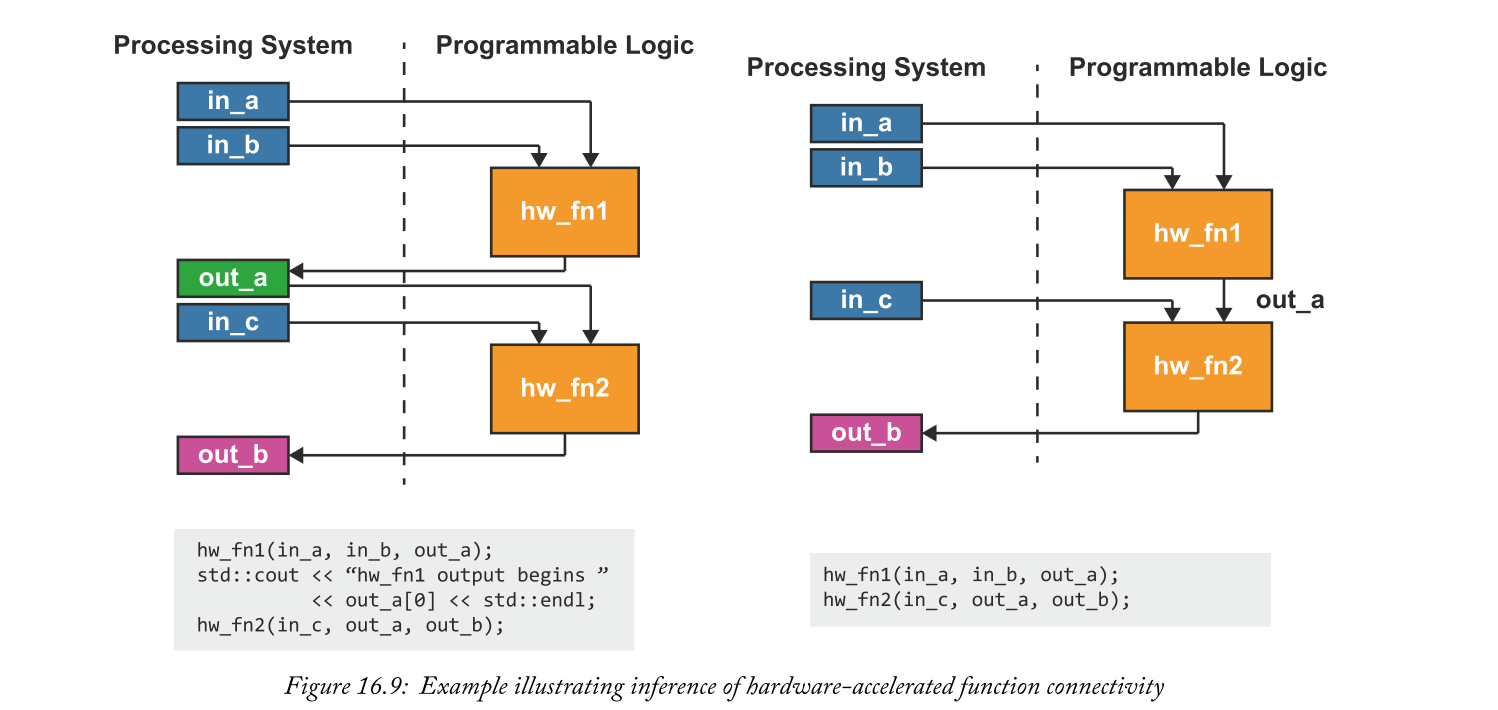 Processing System
Programmable Logic
in_a
in_b
hw_fn1
out_a
in_c
hw_fn2
out_b
hw_fn1(in_a, in_b, out_a);
std::cout << “hw_fn1 output begins ”
<< out_a[0] << std::endl;
hw_fn2(in_c, out_a, out_b);
Processing System
Programmable Logic
in_a
in_b
hw_fn1
in_c
out_a
hw_fn2
out_b
hw_fn1(in_a, in_b, out_a);
hw_fn2(in_c, out_a, out_b);
Figure 16.9: Example illustrating inference of hardware-accelerated function connectivity